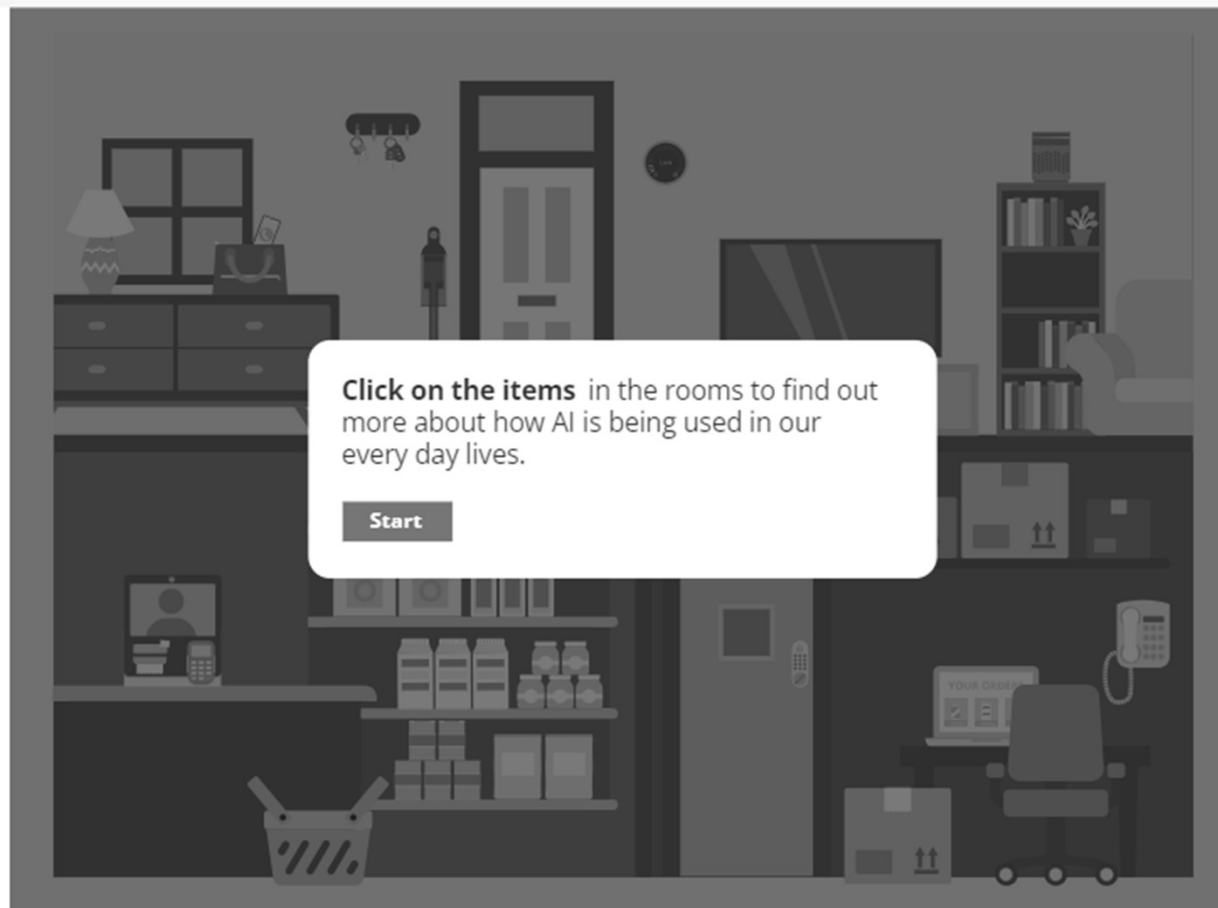 Click on the items in the rooms to find out
more about how AI is being used in our
every day lives.
Start
YOUR ORDERS